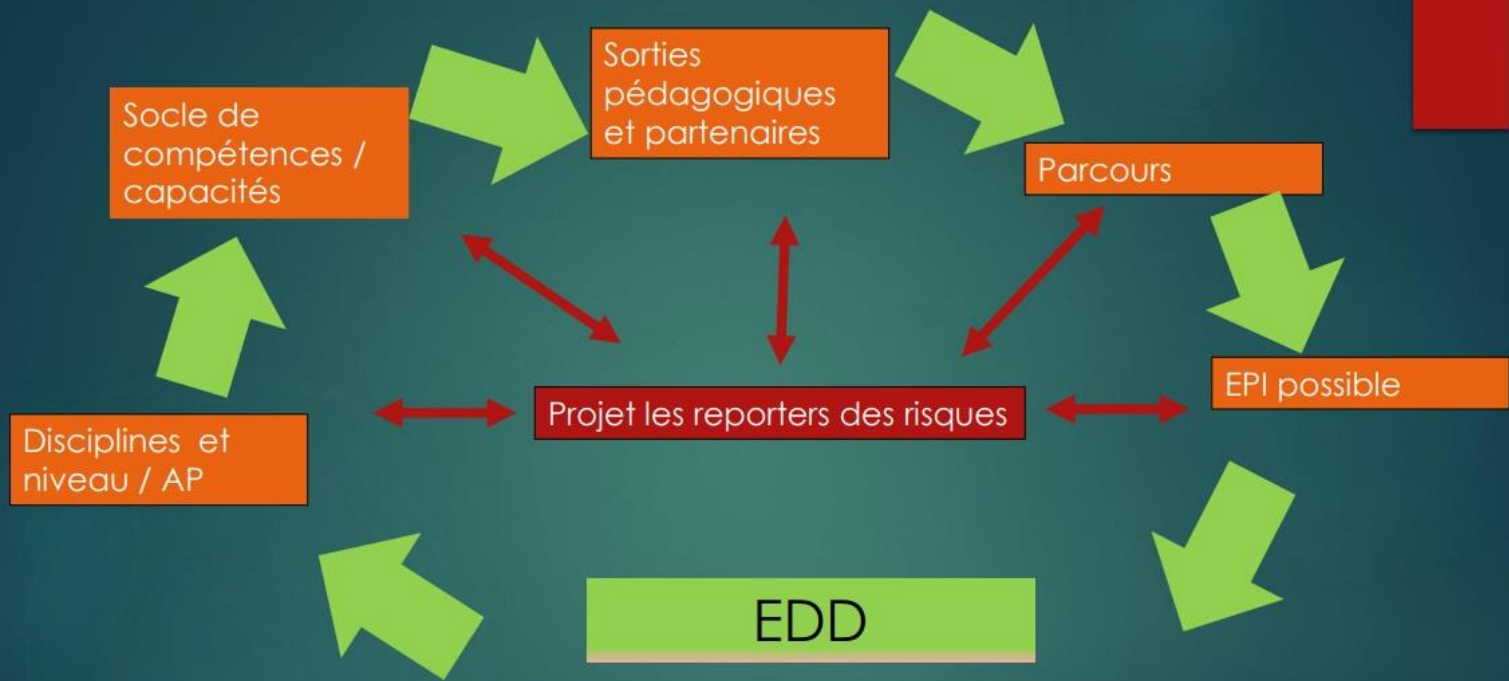 Sorties
pédagogiques
et partenaires
Socle de
compétences /
capacités
Parcours
EPI possible
Projet les reporters des risques
Disciplines et
niveau / AP
EDD